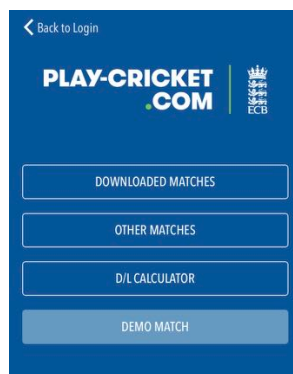 Back to Login
PLAY-CRICKET
.COM
ECB
DOWNLOADED MATCHES
OTHER MATCHES
D/L CALCULATOR
DEMO MATCH